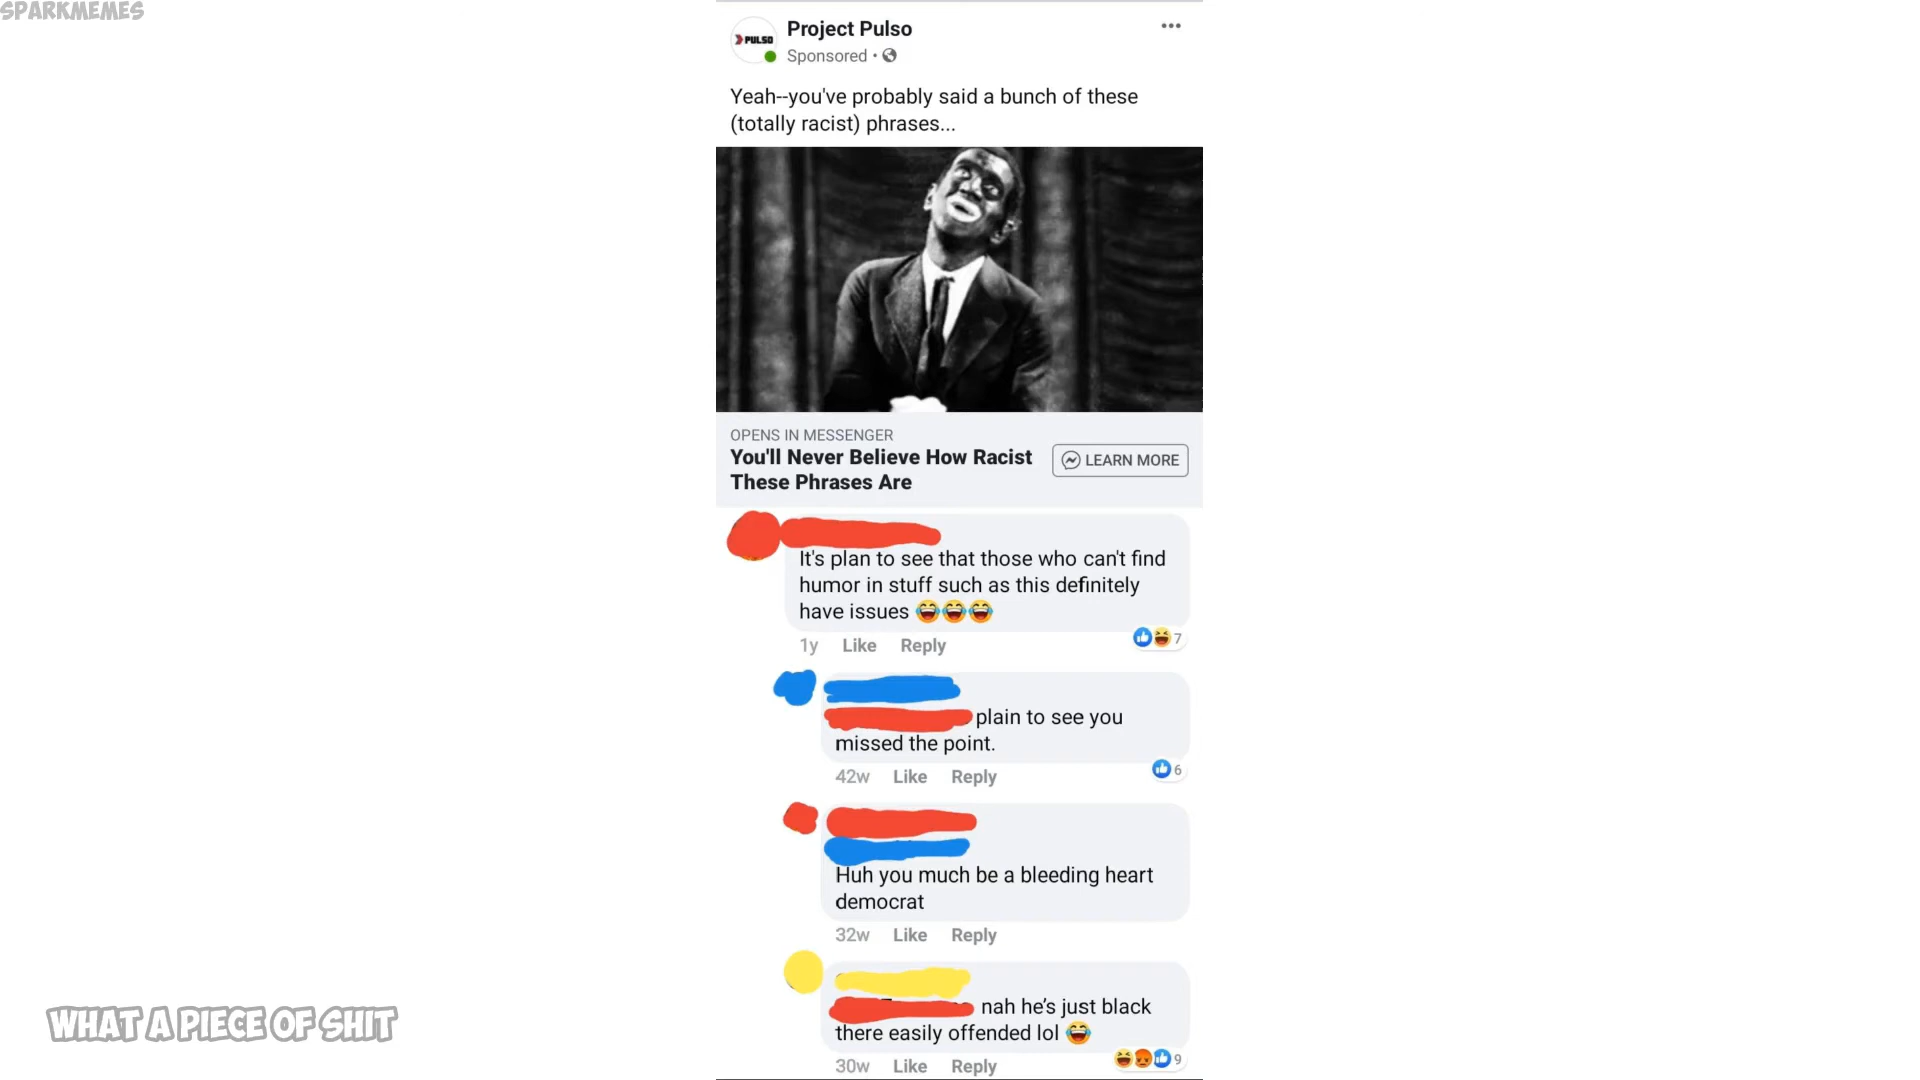 SPARKMEMES
PULSO
Project Pulso
Sponsored ·
Yeah--you've probably said a bunch of these
(totally racist) phrases...
OPENS IN MESSENGER
You'll Never Believe How Racist
These Phrases Are
LEARN MORE
It's plan to see that those who can't find
humor in stuff such as this definitely
have issues 😂😂😂
1y Like Reply 7
plain to see you
missed the point.
42w Like Reply 6
Huh you much be a bleeding heart
democrat
32w Like Reply
nah he's just black
there easily offended lol 😂
30w Like Reply 9
WHAT A PIECE OF SHIT